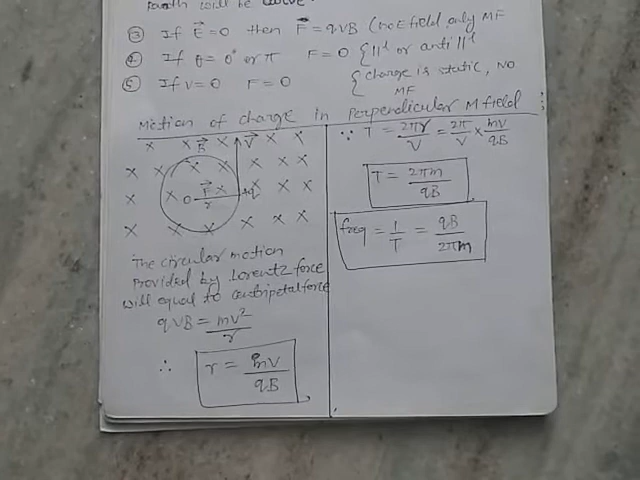 will be
③ If E⃗=0 then F⃗ = qVB (no E field only MF
④ If θ = 0° or π F = 0 { ||ᵈ or anti ||ᵈ
⑤ If V=0 F = 0 { charge is static, NO
MF
Motion of charge in Perpendicular M field
× × B⃗ × V⃗ × ×
× × × × × × ×
× × F⃗ × × × ×
O r q
× × × × × × ×
The circular motion
provided by Lorentz force
will equal to centripetal force
qVB = mV²/r
∴ r = mV/qB
∵ T = 2πr/V = 2π/V × mV/qB
T = 2πm/qB
freq = 1/T = qB/2πm